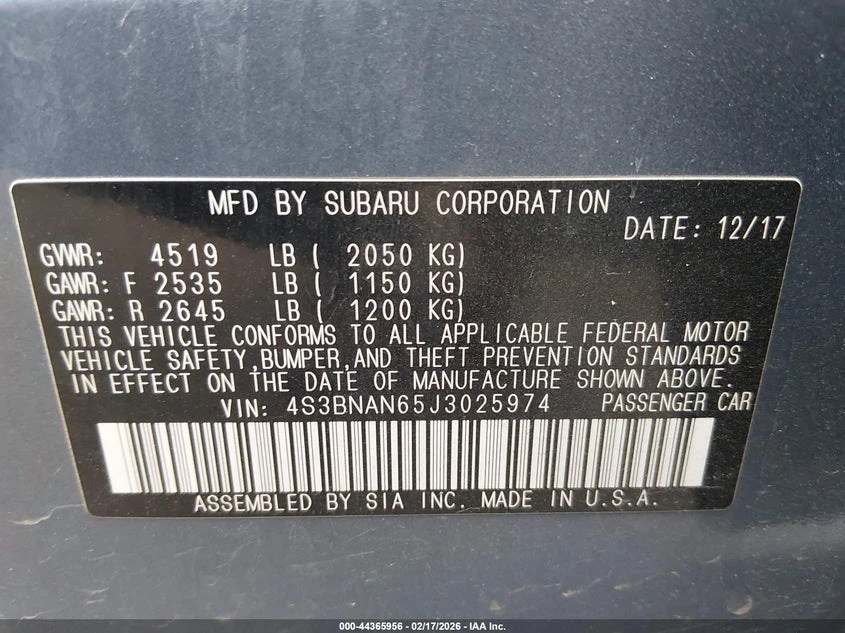 MFD BY SUBARU CORPORATION
DATE: 12/17
GVWR: 4519 LB ( 2050 KG)
GAWR: F 2535 LB ( 1150 KG)
GAWR: R 2645 LB ( 1200 KG)
THIS VEHICLE CONFORMS TO ALL APPLICABLE FEDERAL MOTOR
VEHICLE SAFETY,BUMPER,AND THEFT PREVENTION STANDARDS
IN EFFECT ON THE DATE OF MANUFACTURE SHOWN ABOVE.
VIN: 4S3BNAN65J3025974 PASSENGER CAR
ASSEMBLED BY SIA INC. MADE IN U.S.A.
000-44365956 - 02/17/2026 - IAA Inc.